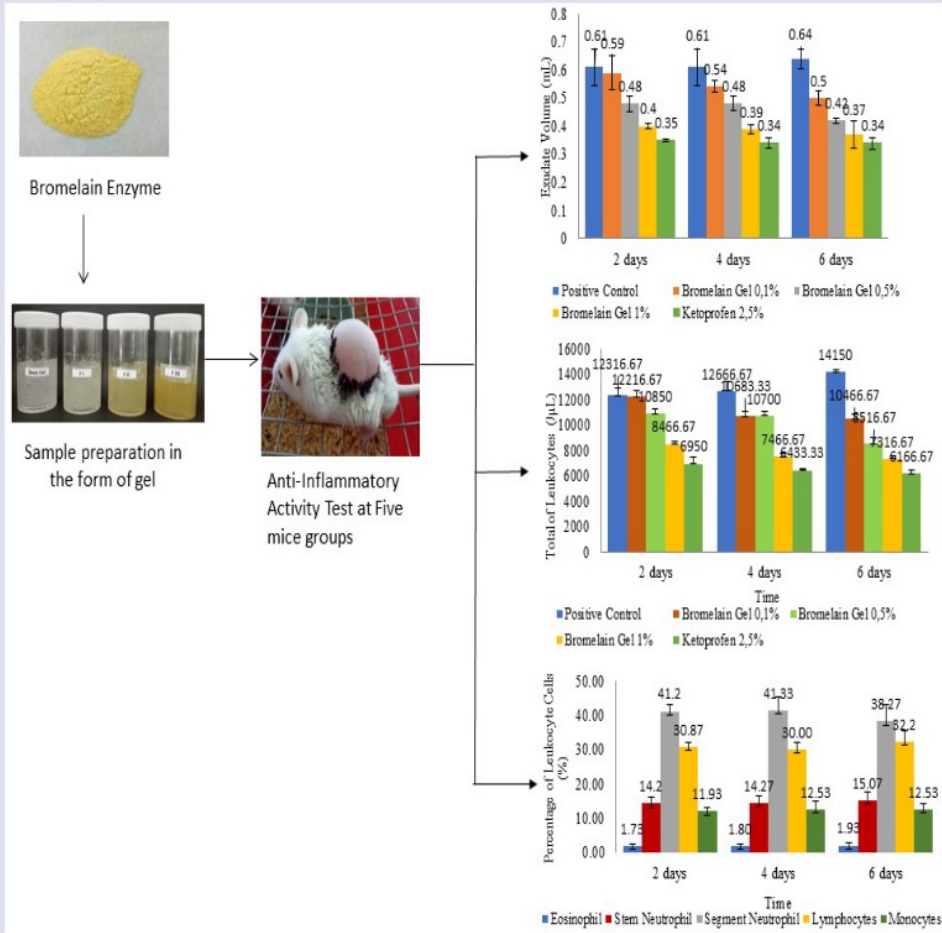 Bromelain Enzyme
Base Gel
F I
F II
F III
Sample preparation in
the form of gel
Anti-Inflammatory
Activity Test at Five
mice groups
Exudate Volume (mL)
0.8
0.7
0.6
0.5
0.4
0.3
0.2
0.1
0
0.61
0.59
0.48
0.4
0.35
0.61
0.54
0.48
0.39
0.34
0.64
0.5
0.42
0.37
0.34
2 days
4 days
6 days
Positive Control
Bromelain Gel 0,1%
Bromelain Gel 0,5%
Bromelain Gel 1%
Ketoprofen 2,5%
Total of Leukocytes (/µL)
16000
14000
12000
10000
8000
6000
4000
2000
0
12316.67
12216.67
10850
8466.67
6950
12666.67
10683.33
10700
7466.67
6433.33
14150
10466.67
8516.67
7316.67
6166.67
2 days
4 days
6 days
Time
Positive Control
Bromelain Gel 0,1%
Bromelain Gel 0,5%
Bromelain Gel 1%
Ketoprofen 2,5%
Percentage of Leukocyte Cells
(%)
50.00
40.00
30.00
20.00
10.00
0.00
1.73
14.2
41.2
30.87
11.93
1.80
14.27
41.33
30.00
12.53
1.93
15.07
38.27
32.2
12.53
2 days
4 days
6 days
Time
Eosinophil
Stem Neutrophil
Segment Neutrophil
Lymphocytes
Monocytes